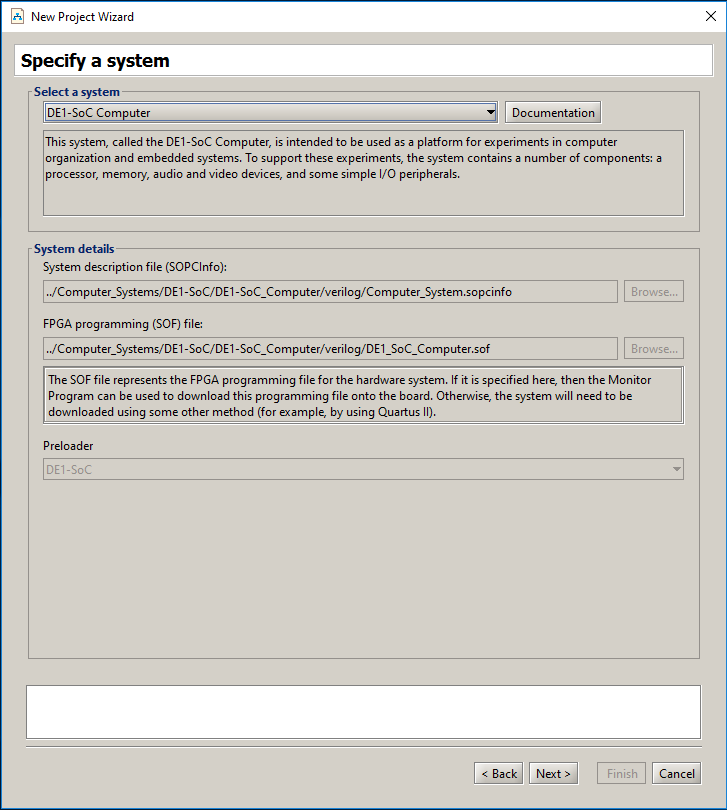 New Project Wizard
Specify a system
Select a system
DE1-SoC Computer
Documentation
This system, called the DE1-SoC Computer, is intended to be used as a platform for experiments in computer
organization and embedded systems. To support these experiments, the system contains a number of components: a
processor, memory, audio and video devices, and some simple I/O peripherals.
System details
System description file (SOPCInfo):
../Computer_Systems/DE1-SoC/DE1-SoC_Computer/verilog/Computer_System.sopcinfo
Browse...
FPGA programming (SOF) file:
../Computer_Systems/DE1-SoC/DE1-SoC_Computer/verilog/DE1_SoC_Computer.sof
Browse...
The SOF file represents the FPGA programming file for the hardware system. If it is specified here, then the Monitor
Program can be used to download this programming file onto the board. Otherwise, the system will need to be
downloaded using some other method (for example, by using Quartus II).
Preloader
DE1-SoC
< Back
Next >
Finish
Cancel